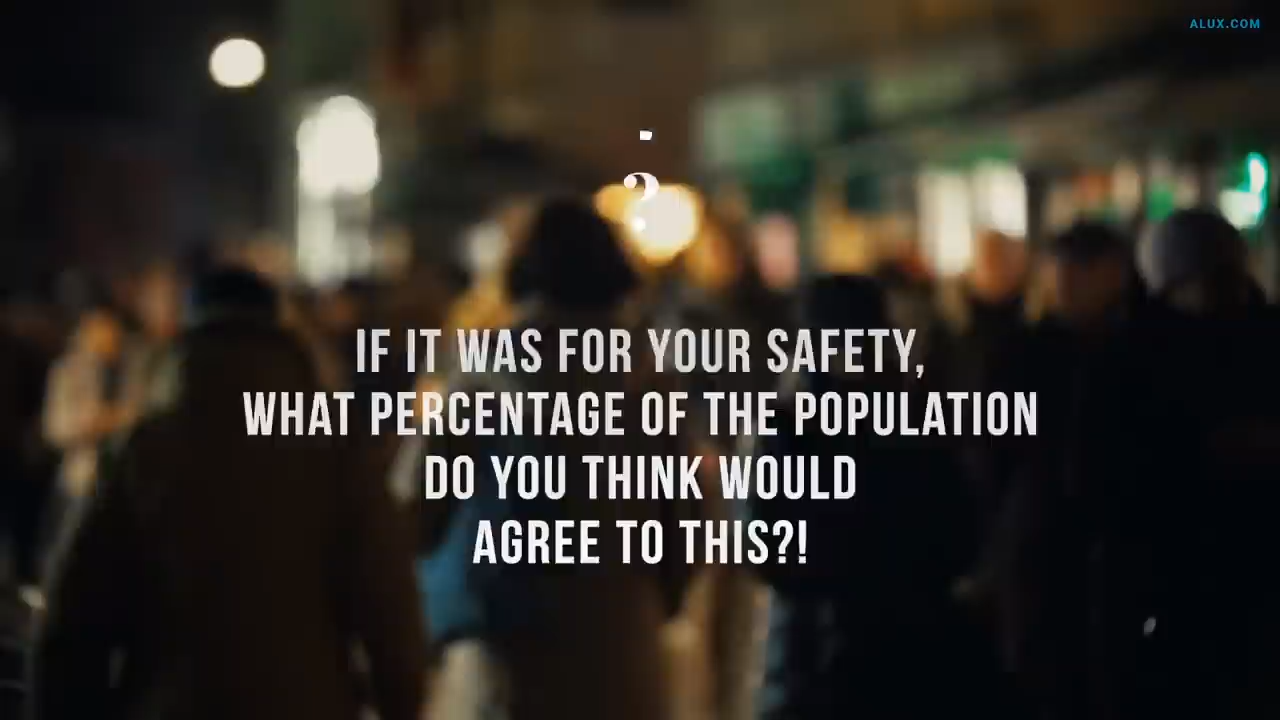 ALUX.COM
?
IF IT WAS FOR YOUR SAFETY,
WHAT PERCENTAGE OF THE POPULATION
DO YOU THINK WOULD
AGREE TO THIS?!